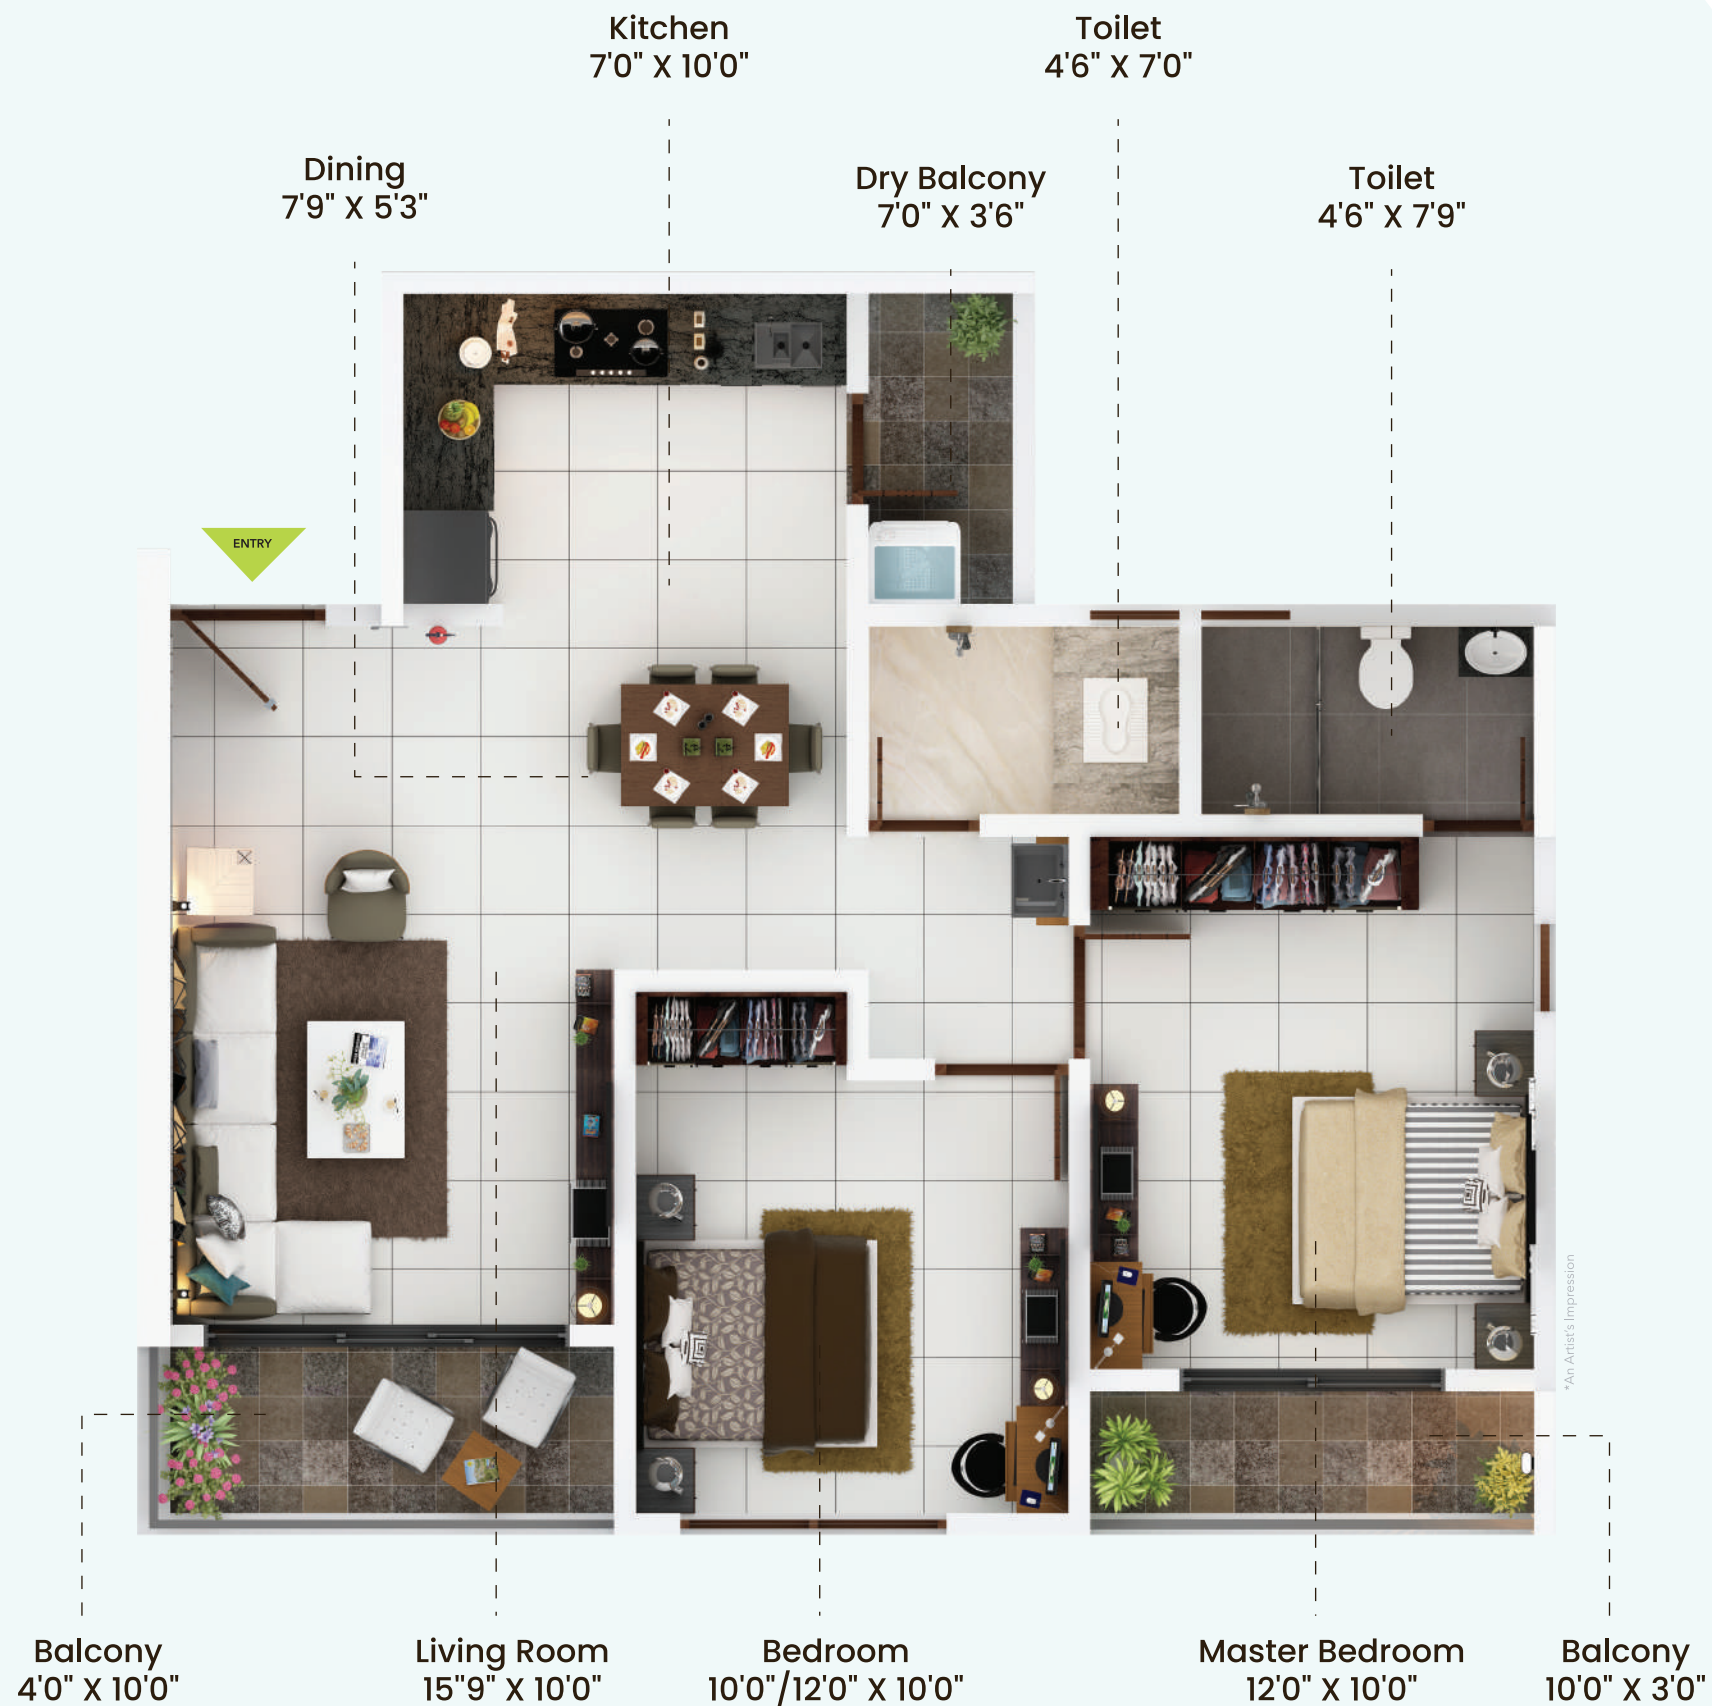 Kitchen
7'0" X 10'0"
Toilet
4'6" X 7'0"
Dining
7'9" X 5'3"
Dry Balcony
7'0" X 3'6"
Toilet
4'6" X 7'9"
ENTRY
*An Artist's Impression
Balcony
4'0" X 10'0"
Living Room
15"9" X 10'0"
Bedroom
10'0"/12'0" X 10'0"
Master Bedroom
12'0" X 10'0"
Balcony
10'0" X 3'0"